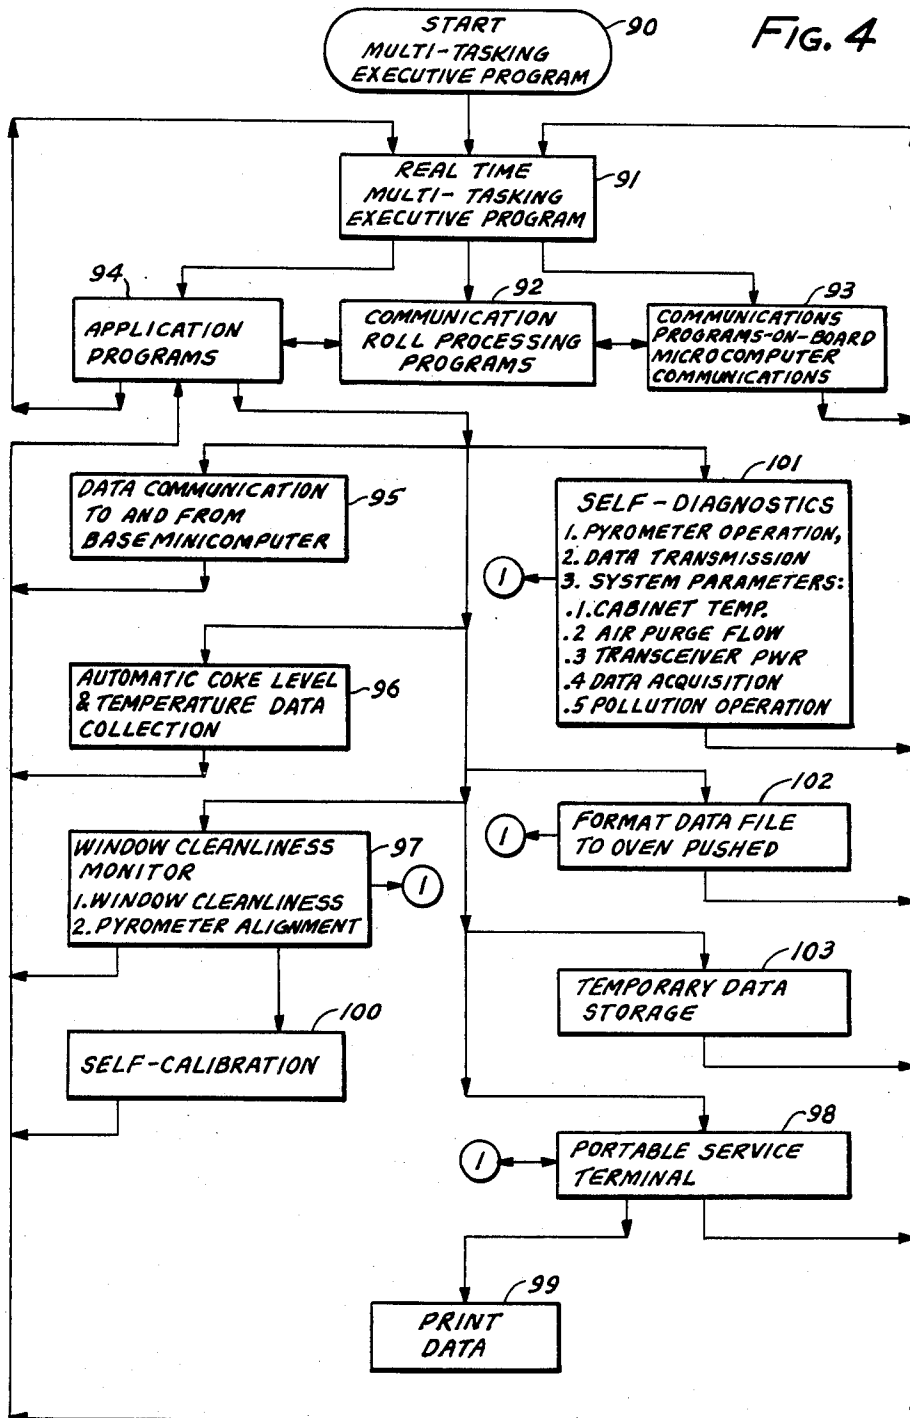 START
MULTI-TASKING
EXECUTIVE PROGRAM
90
FIG. 4
REAL TIME
MULTI-TASKING
EXECUTIVE PROGRAM
91
94
APPLICATION
PROGRAMS
92
COMMUNICATION
ROLL PROCESSING
PROGRAMS
93
COMMUNICATIONS
PROGRAMS-ON-BOARD
MICROCOMPUTER
COMMUNICATIONS
DATA COMMUNICATION
TO AND FROM
BASE MINICOMPUTER
95
101
SELF-DIAGNOSTICS
1. PYROMETER OPERATION,
2. DATA TRANSMISSION
3. SYSTEM PARAMETERS:
.1. CABINET TEMP.
.2 AIR PURGE FLOW
.3 TRANSCEIVER PWR
.4 DATA ACQUISITION
.5 POLLUTION OPERATION
1
AUTOMATIC COKE LEVEL
& TEMPERATURE DATA
COLLECTION
96
102
FORMAT DATA FILE
TO OVEN PUSHED
1
WINDOW CLEANLINESS
MONITOR
1. WINDOW CLEANLINESS
2. PYROMETER ALIGNMENT
97
1
103
TEMPORARY DATA
STORAGE
100
SELF-CALIBRATION
98
PORTABLE SERVICE
TERMINAL
1
99
PRINT
DATA